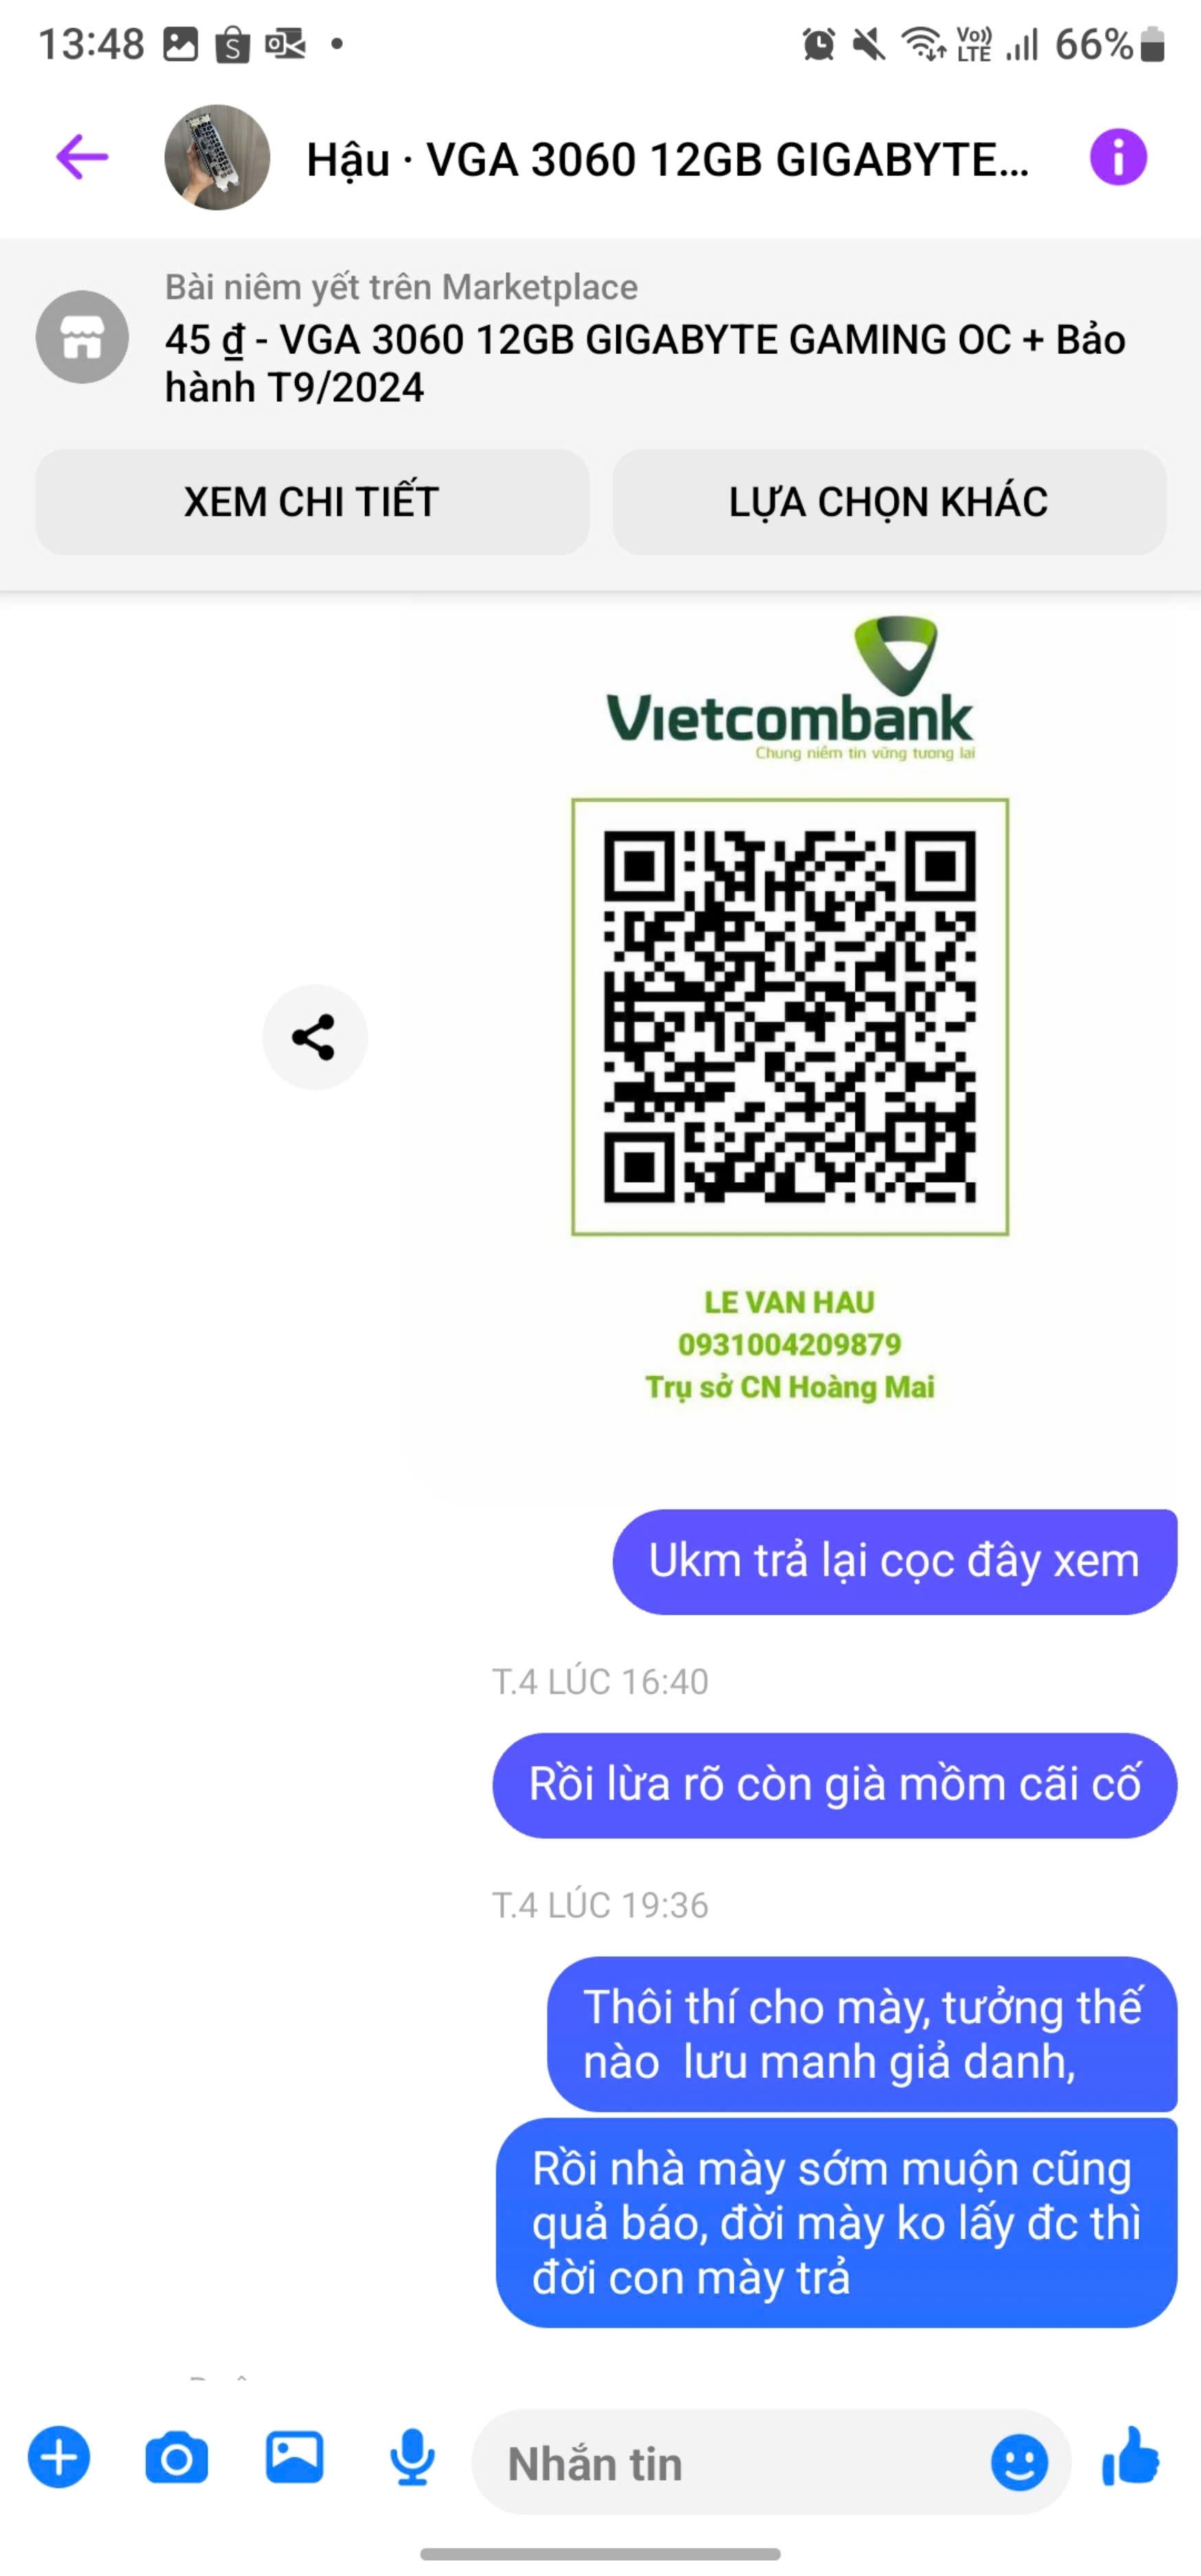 13:48
Vo))
LTE
66%
Hậu · VGA 3060 12GB GIGABYTE...
Bài niêm yết trên Marketplace
45 ₫ - VGA 3060 12GB GIGABYTE GAMING OC + Bảo
hành T9/2024
XEM CHI TIẾT
LỰA CHỌN KHÁC
Vietcombank
Chung niềm tin vững tương lai
LE VAN HAU
0931004209879
Trụ sở CN Hoàng Mai
Ukm trả lại cọc đây xem
T.4 LÚC 16:40
Rồi lừa rõ còn già mồm cãi cố
T.4 LÚC 19:36
Thôi thí cho mày, tưởng thế
nào lưu manh giả danh,
Rồi nhà mày sớm muộn cũng
quả báo, đời mày ko lấy đc thì
đời con mày trả
Nhắn tin